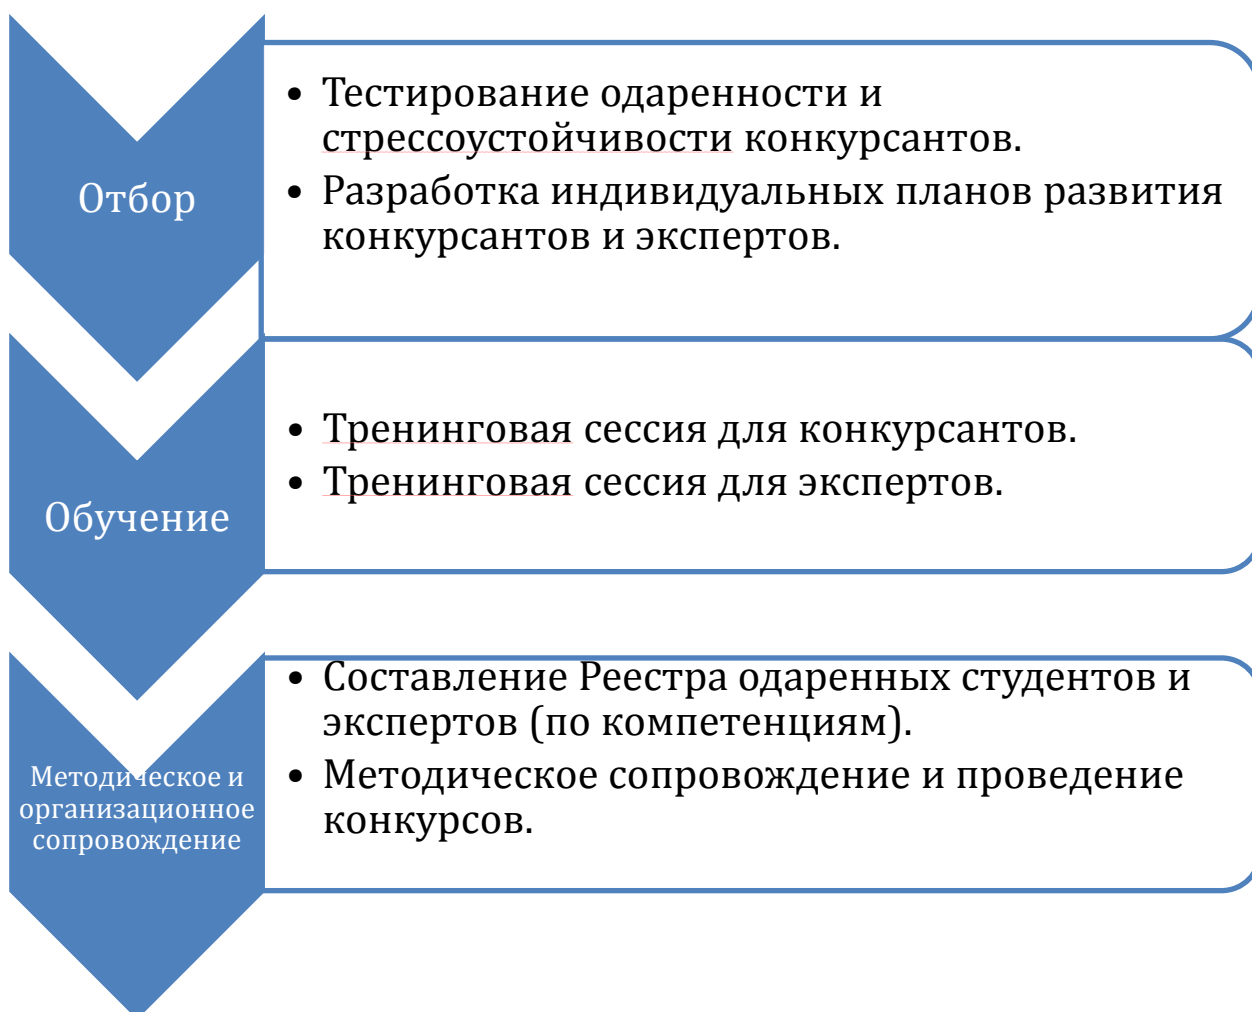 Отбор
• Тестирование одаренности и
стрессоустойчивости конкурсантов.
• Разработка индивидуальных планов развития
конкурсантов и экспертов.
Обучение
• Тренинговая сессия для конкурсантов.
• Тренинговая сессия для экспертов.
Методическое и
организационное
сопровождение
• Составление Реестра одаренных студентов и
экспертов (по компетенциям).
• Методическое сопровождение и проведение
конкурсов.